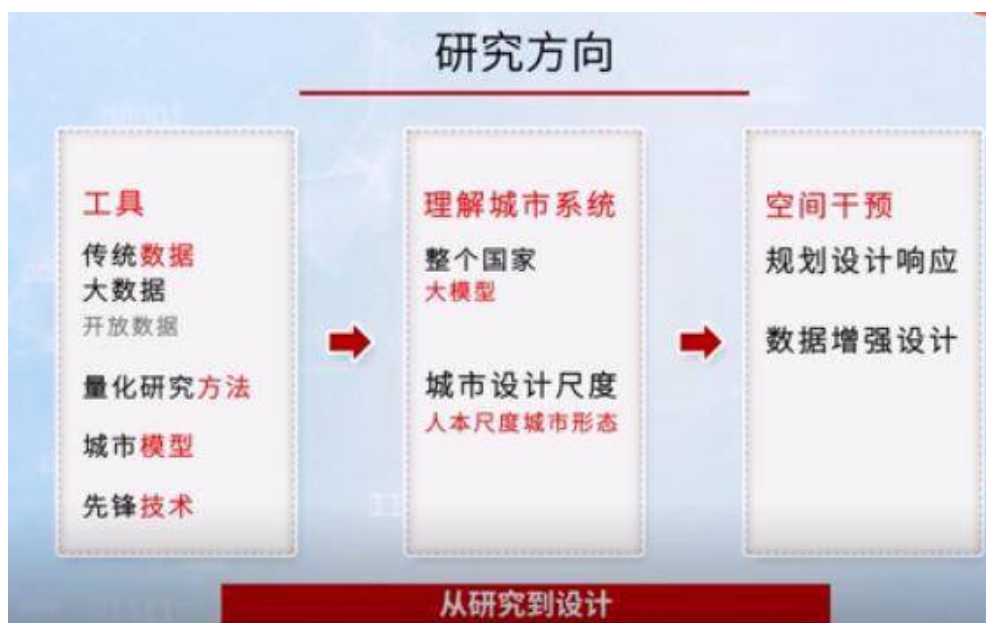 研究方向
工具
传统数据
大数据
开放数据
量化研究方法
城市模型
先锋技术
理解城市系统
整个国家
大模型
城市设计尺度
人本尺度城市形态
空间干预
规划设计响应
数据增强设计
从研究到设计